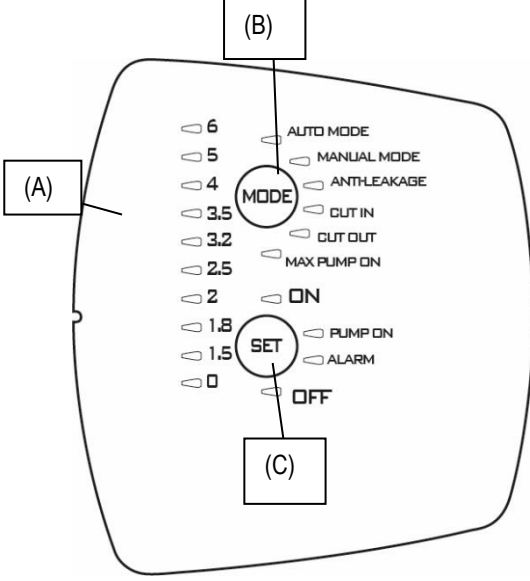 (B)
(A)
6
5
4
3.5
3.2
2.5
2
1.8
1.5
0
AUTO MODE
MANUAL MODE
ANTI-LEAKAGE
MODE
CUT IN
CUT OUT
MAX PUMP ON
ON
SET
PUMP ON
ALARM
OFF
(C)